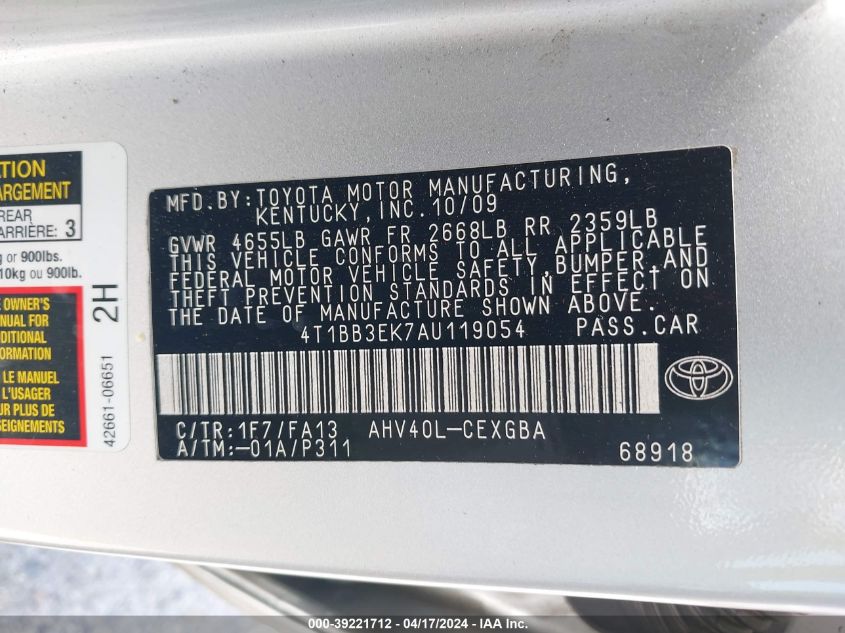 TION
ARGEMENT
REAR
ARRIÈRE: 3
g or 900lbs.
10kg ou 900lb.
OWNER'S
NUAL FOR
DITIONAL
ORMATION
LE MANUEL
L'USAGER
UR PLUS DE
SEIGNEMENTS
2H
42661-06651
MFD.BY:TOYOTA MOTOR MANUFACTURING,
KENTUCKY,INC.10/09
GVWR 4655LB GAWR FR 2668LB RR 2359LB
THIS VEHICLE CONFORMS TO ALL APPLICABLE
FEDERAL MOTOR VEHICLE SAFETY,BUMPER,AND
THEFT PREVENTION STANDARDS IN EFFECT ON
THE DATE OF MANUFACTURE SHOWN ABOVE.
4T1BB3EK7AU119054 PASS.CAR
C/TR:1F7/FA13 AHV40L-CEXGBA
A/TM:-01A/P311 68918
000-39221712 - 04/17/2024 - IAA Inc.